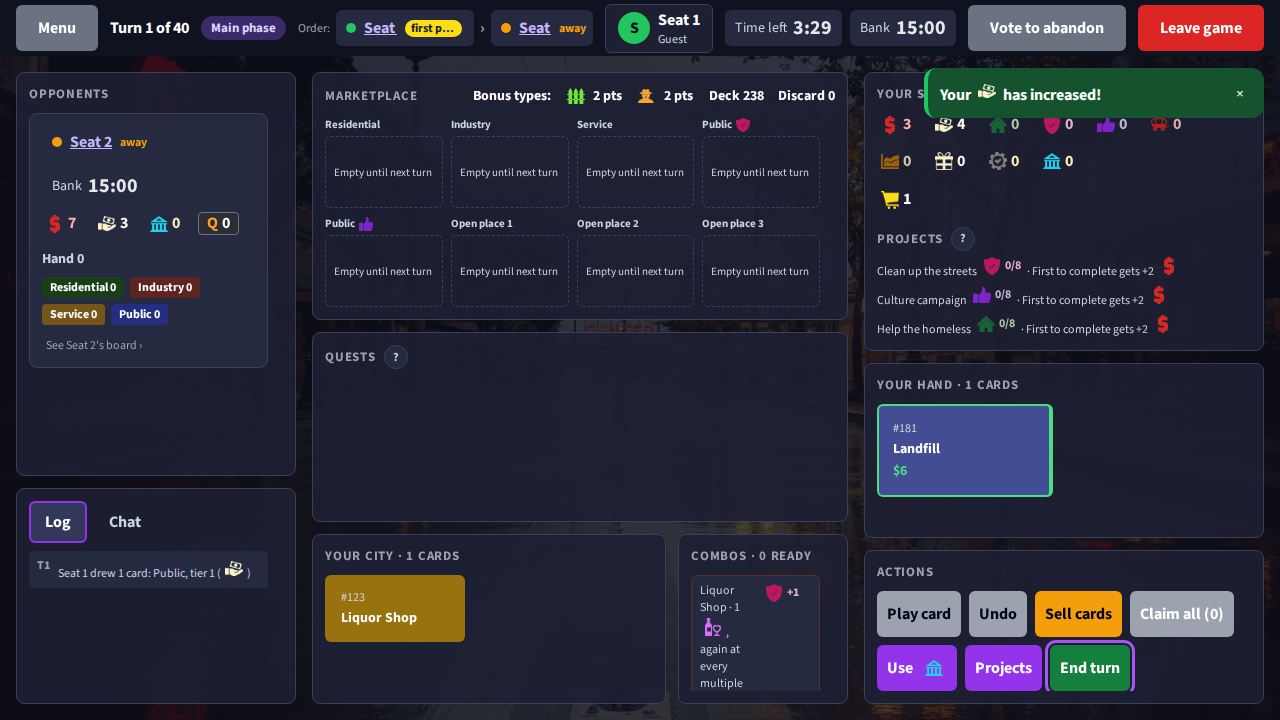 Menu
Turn 1 of 40
Main phase
Order:
Seat
first p…
›
Seat
away
S
Seat 1
Guest
Time left 3:29
Bank 15:00
Vote to abandon
Leave game
OPPONENTS
Seat 2 away
Bank 15:00
7
3
0
Q 0
Hand 0
Residential 0
Industry 0
Service 0
Public 0
See Seat 2's board ›
Log
Chat
T1 Seat 1 drew 1 card: Public, tier 1 ( )
MARKETPLACE
Bonus types:
2 pts
2 pts
Deck 238
Discard 0
Residential
Industry
Service
Public
Empty until next turn
Empty until next turn
Empty until next turn
Empty until next turn
Public
Open place 1
Open place 2
Open place 3
Empty until next turn
Empty until next turn
Empty until next turn
Empty until next turn
QUESTS ?
YOUR CITY · 1 CARDS
#123
Liquor Shop
COMBOS · 0 READY
Liquor
Shop · 1
,
again at
every
multiple
+1
YOUR S
Your has increased! ×
3
4
0
0
0
0
0
0
0
0
1
PROJECTS ?
Clean up the streets 0/8 · First to complete gets +2
Culture campaign 0/8 · First to complete gets +2
Help the homeless 0/8 · First to complete gets +2
YOUR HAND · 1 CARDS
#181
Landfill
$6
ACTIONS
Play card
Undo
Sell cards
Claim all (0)
Use
Projects
End turn